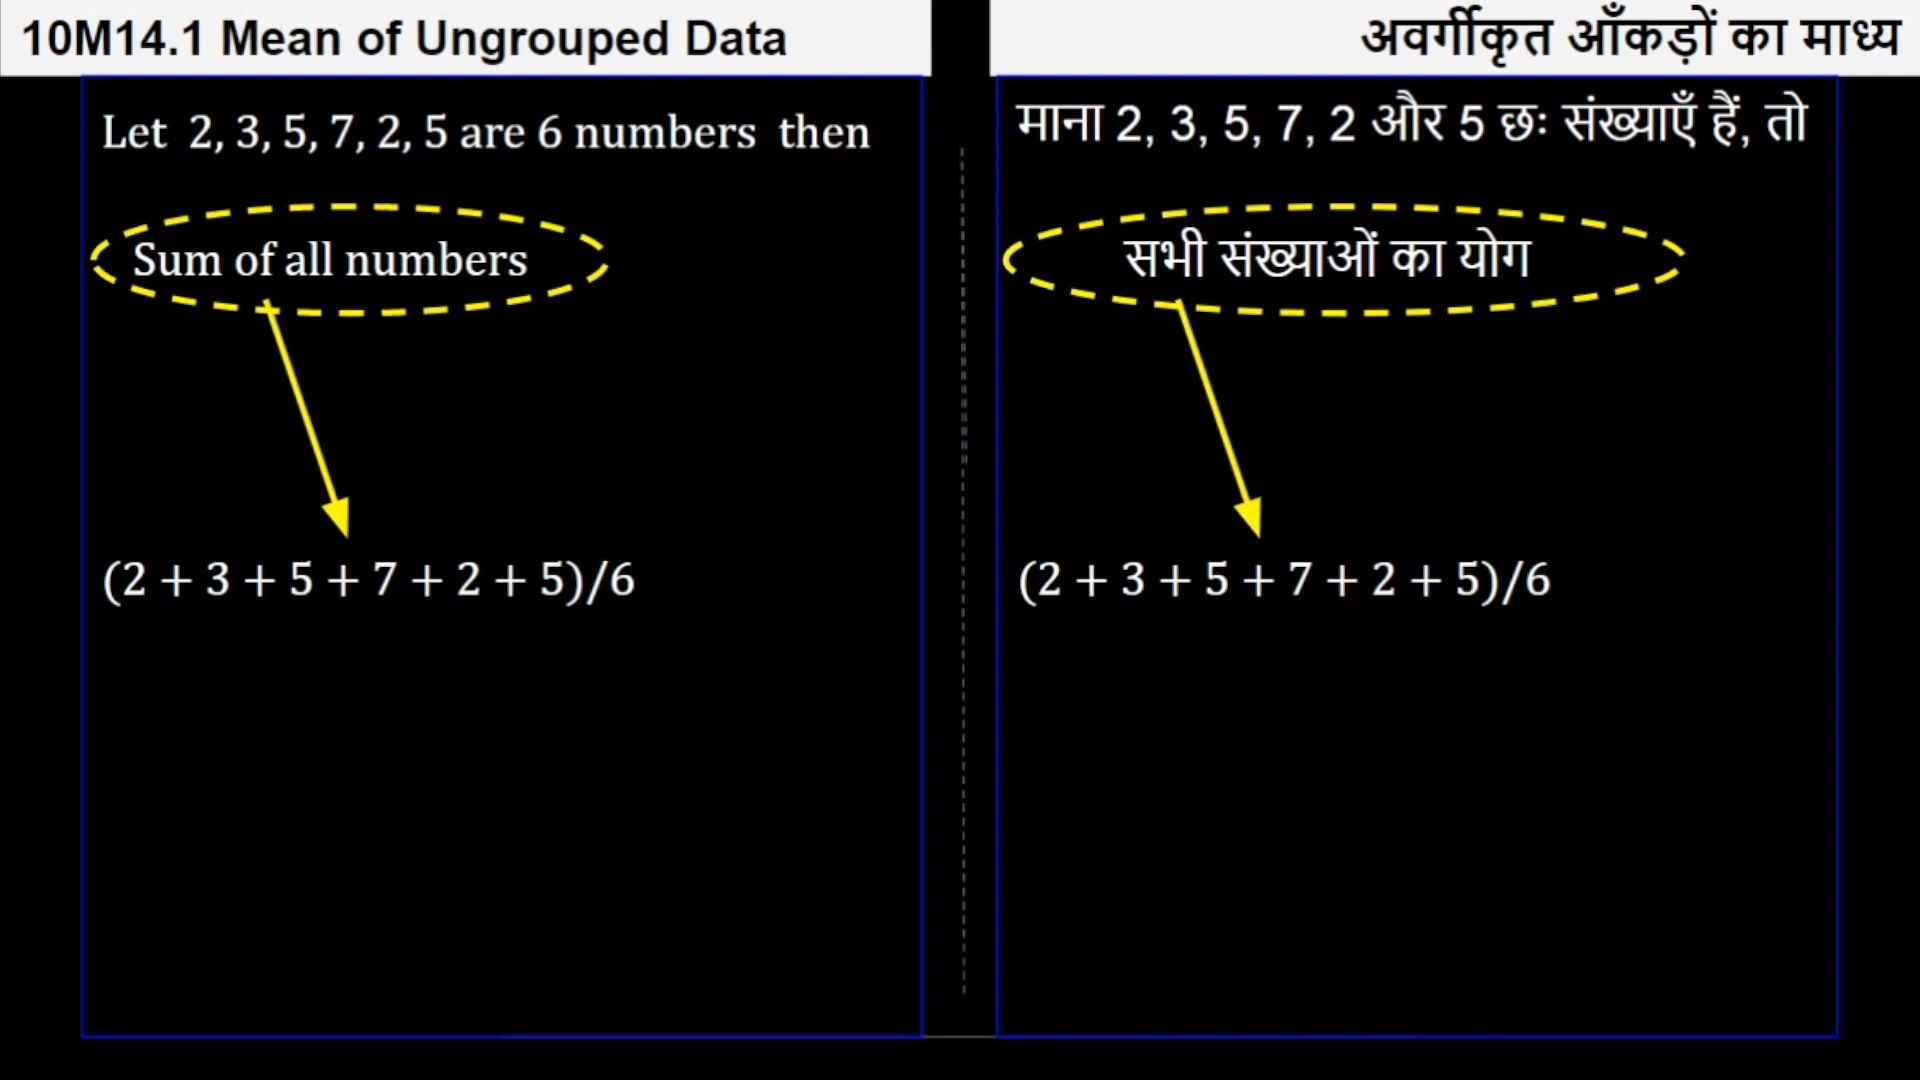 10M14.1 Mean of Ungrouped Data
अवर्गीकृत आँकड़ों का माध्य
Let 2, 3, 5, 7, 2, 5 are 6 numbers then
Sum of all numbers
(2 + 3 + 5 + 7 + 2 + 5)/6
माना 2, 3, 5, 7, 2 और 5 छः संख्याएँ हैं, तो
सभी संख्याओं का योग
(2 + 3 + 5 + 7 + 2 + 5)/6